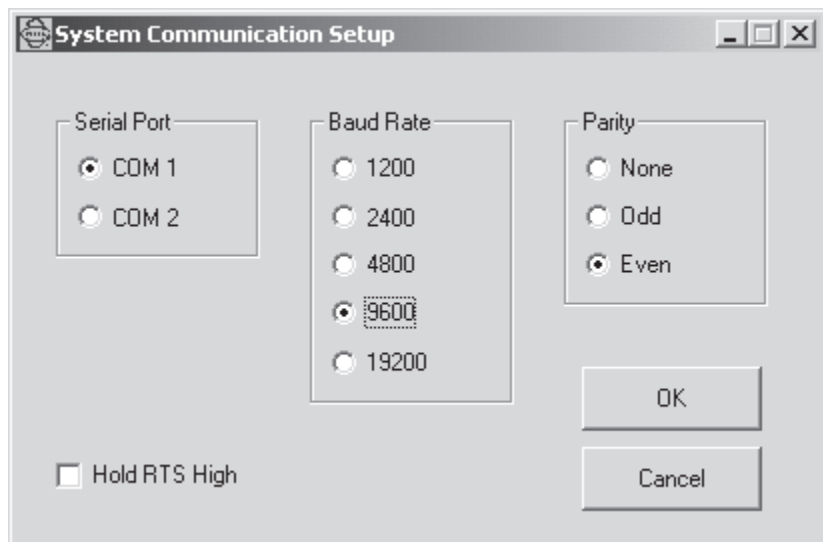 System Communication Setup
Serial Port
COM 1
COM 2
Baud Rate
1200
2400
4800
9600
19200
Parity
None
Odd
Even
Hold RTS High
OK
Cancel